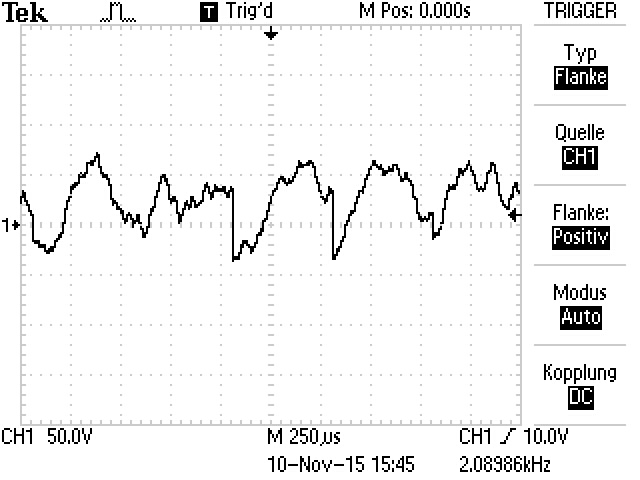 Tek T Trig'd M Pos: 0.000s TRIGGER
Typ
Flanke
Quelle
CH1
Flanke:
Positiv
Modus
Auto
Kopplung
DC
1
CH1 50.0V M 250µs CH1 10.0V
10-Nov-15 15:45 2.08986kHz